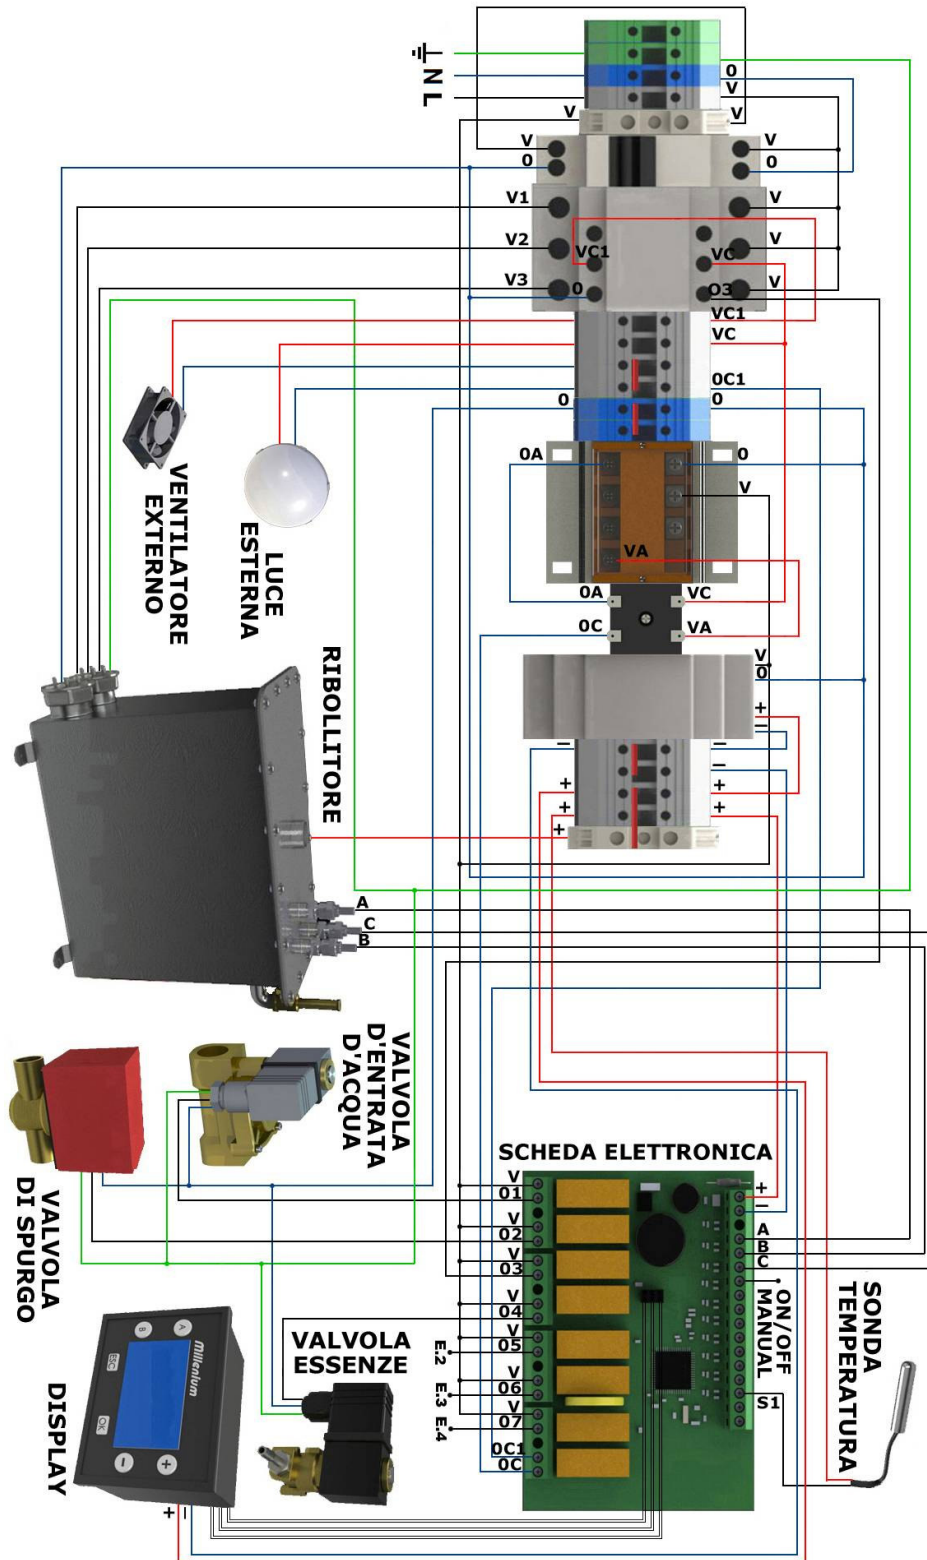 N L
0
V
V
V
V
0
V
0
V1
V
V2
V
VC1
VC
V3
0
O3
V
VC1
VC
0C1
0
0
0A
0
V
VA
0A
VC
0C
VA
V
0
+
−
−
−
−
+
+
+
+
+
VENTILATORE
EXTERNO
LUCE
ESTERNA
RIBOLLITORE
A
C
B
VALVOLA
D'ENTRATA
D'ACQUA
VALVOLA
DI SPURGO
SCHEDA ELETTRONICA
V
01
V
02
V
03
V
04
V
05
V
06
V
07
0C1
0C
E.2
E.3
E.4
+
−
A
B
C
ON/OFF
MANUAL
S1
SONDA
TEMPERATURA
VALVOLA
ESSENZE
DISPLAY
Millenium
A
B
ESC
OK
+
−
+
−